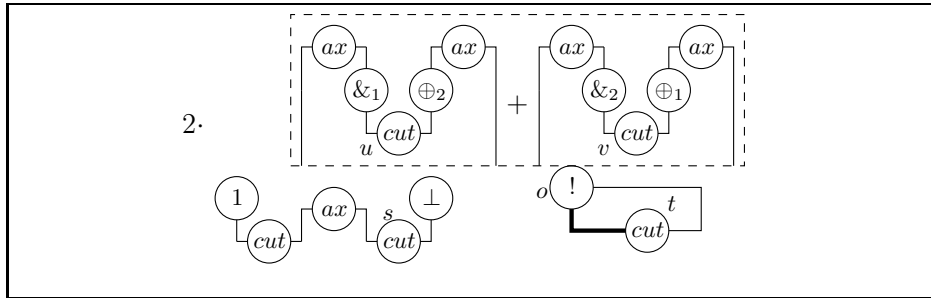 ax ax ax ax
&₁ ⊕₂ + &₂ ⊕₁
2· cut cut
u v
1 ax s ⊥ o ! t
cut cut cut